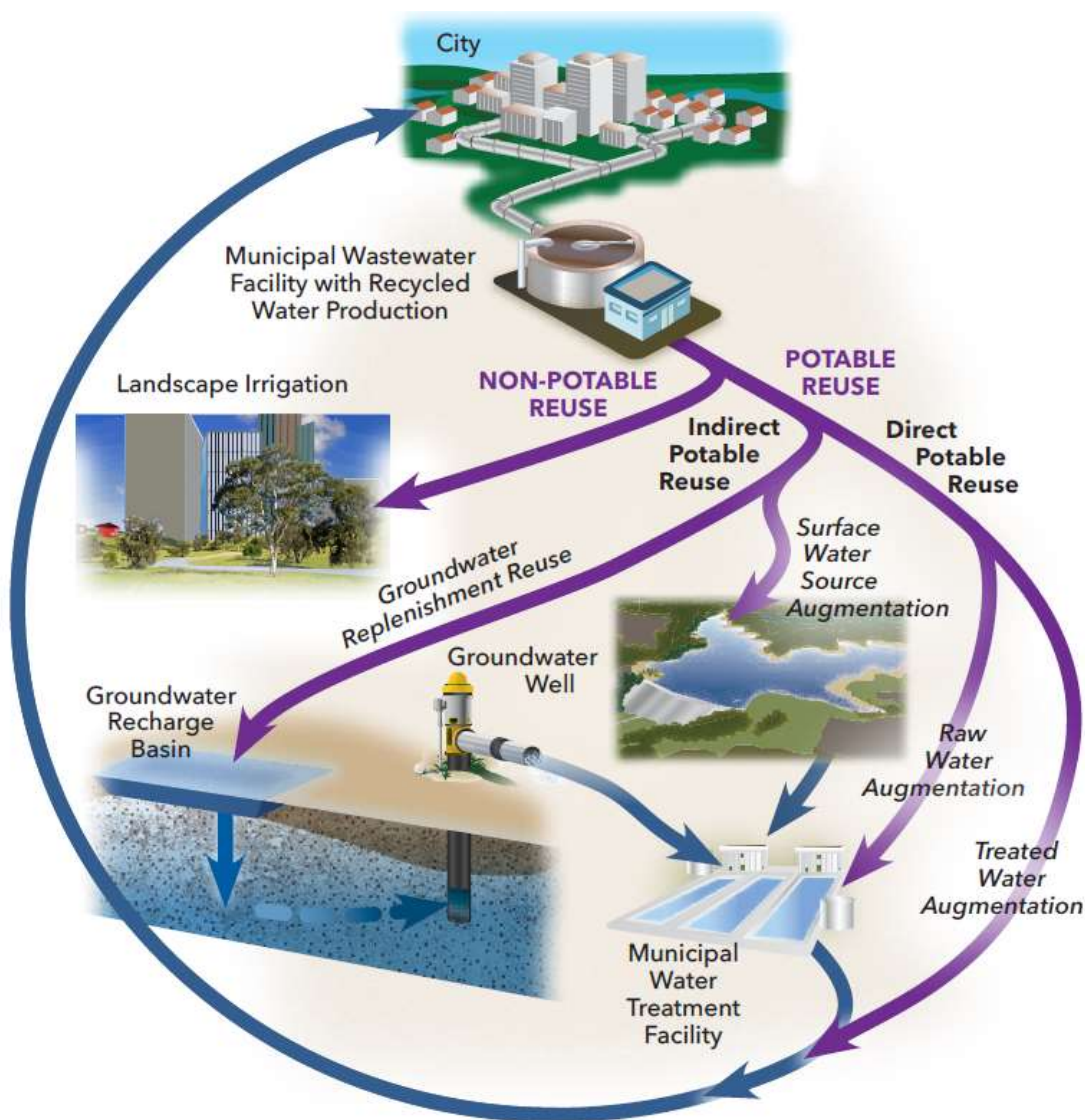 City
Municipal Wastewater
Facility with Recycled
Water Production
Landscape Irrigation
NON-POTABLE
REUSE
POTABLE
REUSE
Indirect
Potable
Reuse
Direct
Potable
Reuse
Surface
Water
Source
Augmentation
Groundwater
Replenishment Reuse
Groundwater
Well
Groundwater
Recharge
Basin
Raw
Water
Augmentation
Treated
Water
Augmentation
Municipal
Water
Treatment
Facility